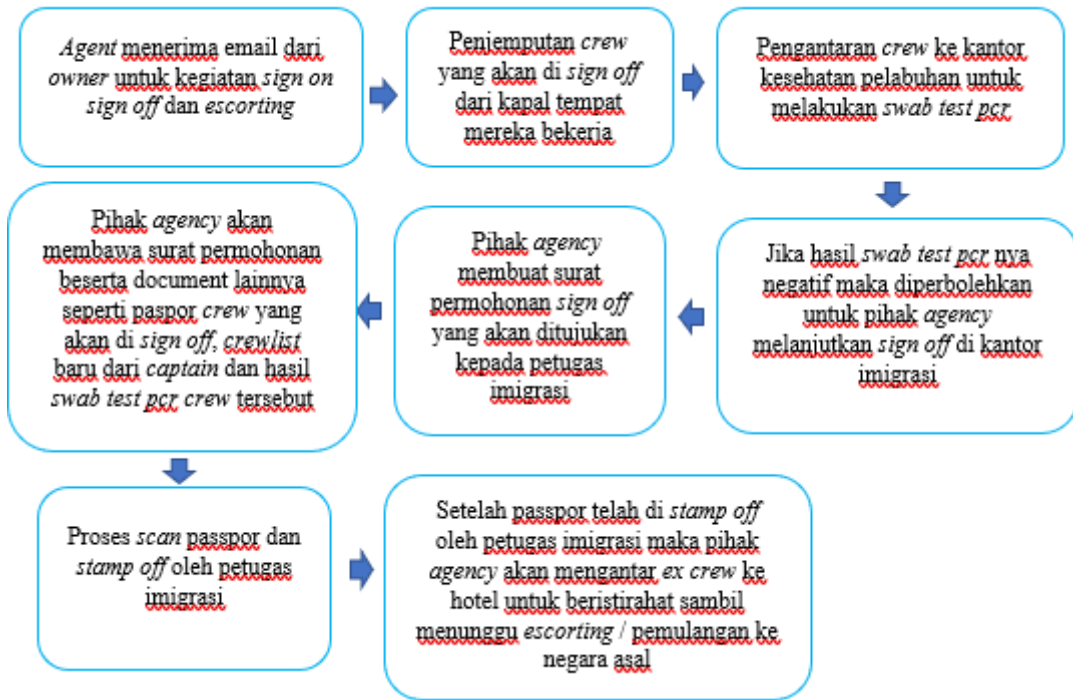 Agent menerima email dari
owner untuk kegiatan sign on
sign off dan escorting
Penjemputan crew
yang akan di sign off
dari kapal tempat
mereka bekerja
Pengantaran crew ke kantor
kesehatan pelabuhan untuk
melakukan swab test pcr
Jika hasil swab test pcr nya
negatif maka diperbolehkan
untuk pihak agency
melanjutkan sign off di kantor
imigrasi
Pihak agency
membuat surat
permohonan sign off
yang akan ditujukan
kepada petugas
imigrasi
Pihak agency akan
membawa surat permohonan
beserta document lainnya
seperti paspor crew yang
akan di sign off, crewlist
baru dari captain dan hasil
swab test pcr crew tersebut
Proses scan passpor dan
stamp off oleh petugas
imigrasi
Setelah passpor telah di stamp off
oleh petugas imigrasi maka pihak
agency akan mengantar ex crew ke
hotel untuk beristirahat sambil
menunggu escorting / pemulangan ke
negara asal